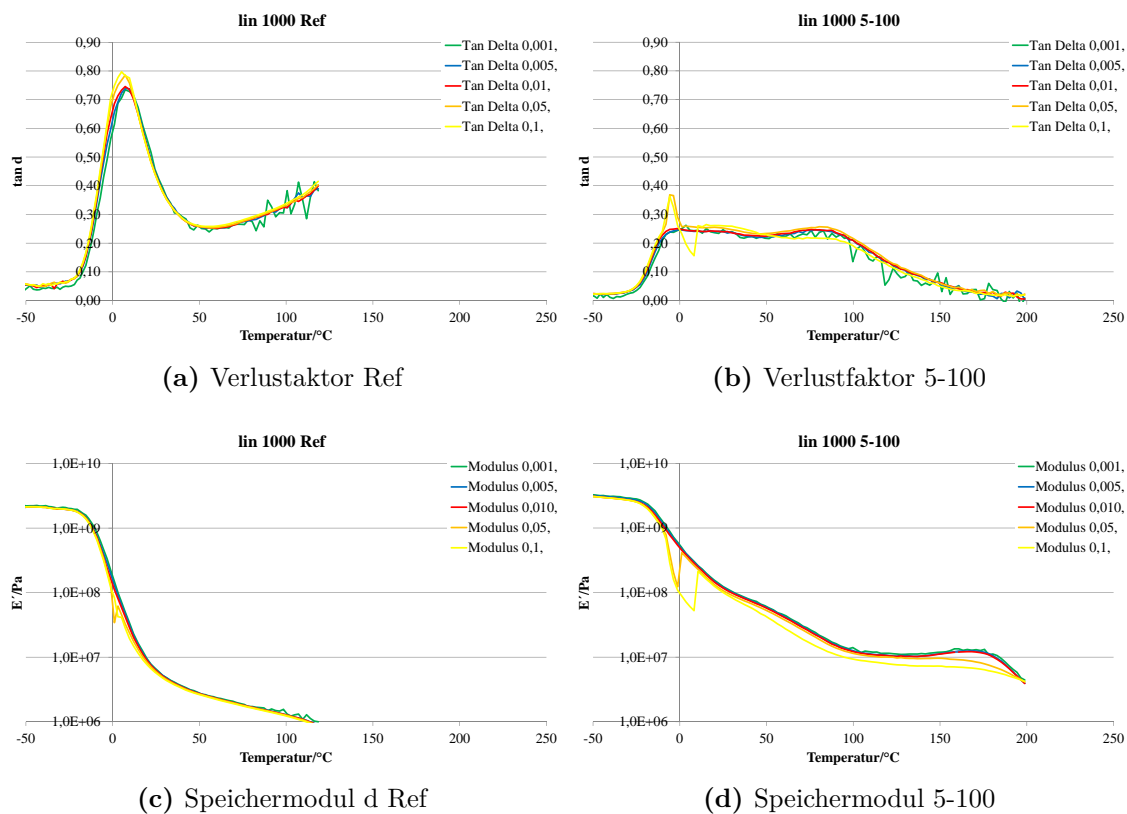 lin 1000 Ref
0,90
0,80
0,70
0,60
0,50
0,40
0,30
0,20
0,10
0,00
tan d
-50
0
50
100
150
200
250
Temperatur/°C
Tan Delta 0,001,
Tan Delta 0,005,
Tan Delta 0,01,
Tan Delta 0,05,
Tan Delta 0,1,
(a) Verlustaktor Ref
lin 1000 5-100
0,90
0,80
0,70
0,60
0,50
0,40
0,30
0,20
0,10
0,00
tan d
-50
0
50
100
150
200
250
Temperatur/°C
Tan Delta 0,001,
Tan Delta 0,005,
Tan Delta 0,01,
Tan Delta 0,05,
Tan Delta 0,1,
(b) Verlustfaktor 5-100
lin 1000 Ref
1,0E+10
1,0E+09
1,0E+08
1,0E+07
1,0E+06
E´/Pa
-50
0
50
100
150
200
250
Temperatur/°C
Modulus 0,001,
Modulus 0,005,
Modulus 0,010,
Modulus 0,05,
Modulus 0,1,
(c) Speichermodul d Ref
lin 1000 5-100
1,0E+10
1,0E+09
1,0E+08
1,0E+07
1,0E+06
E´/Pa
-50
0
50
100
150
200
250
Temperatur/°C
Modulus 0,001,
Modulus 0,005,
Modulus 0,010,
Modulus 0,05,
Modulus 0,1,
(d) Speichermodul 5-100